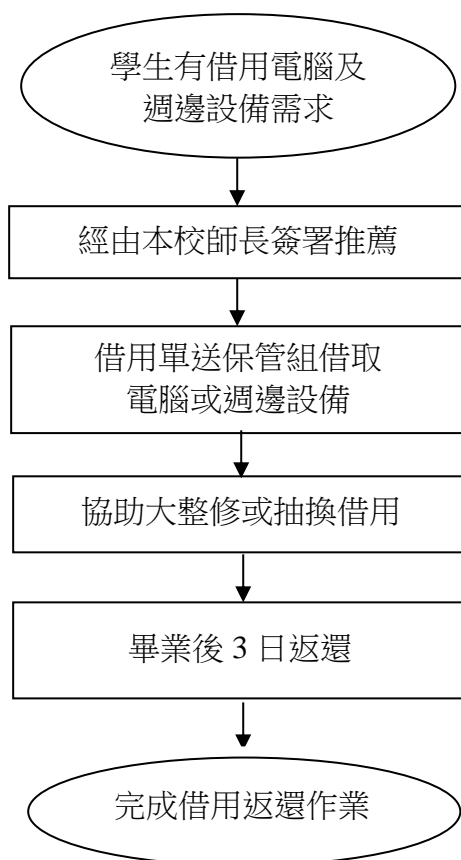 學生有借用電腦及
週邊設備需求
經由本校師長簽署推薦
借用單送保管組借取
電腦或週邊設備
協助大整修或抽換借用
畢業後 3 日返還
完成借用返還作業